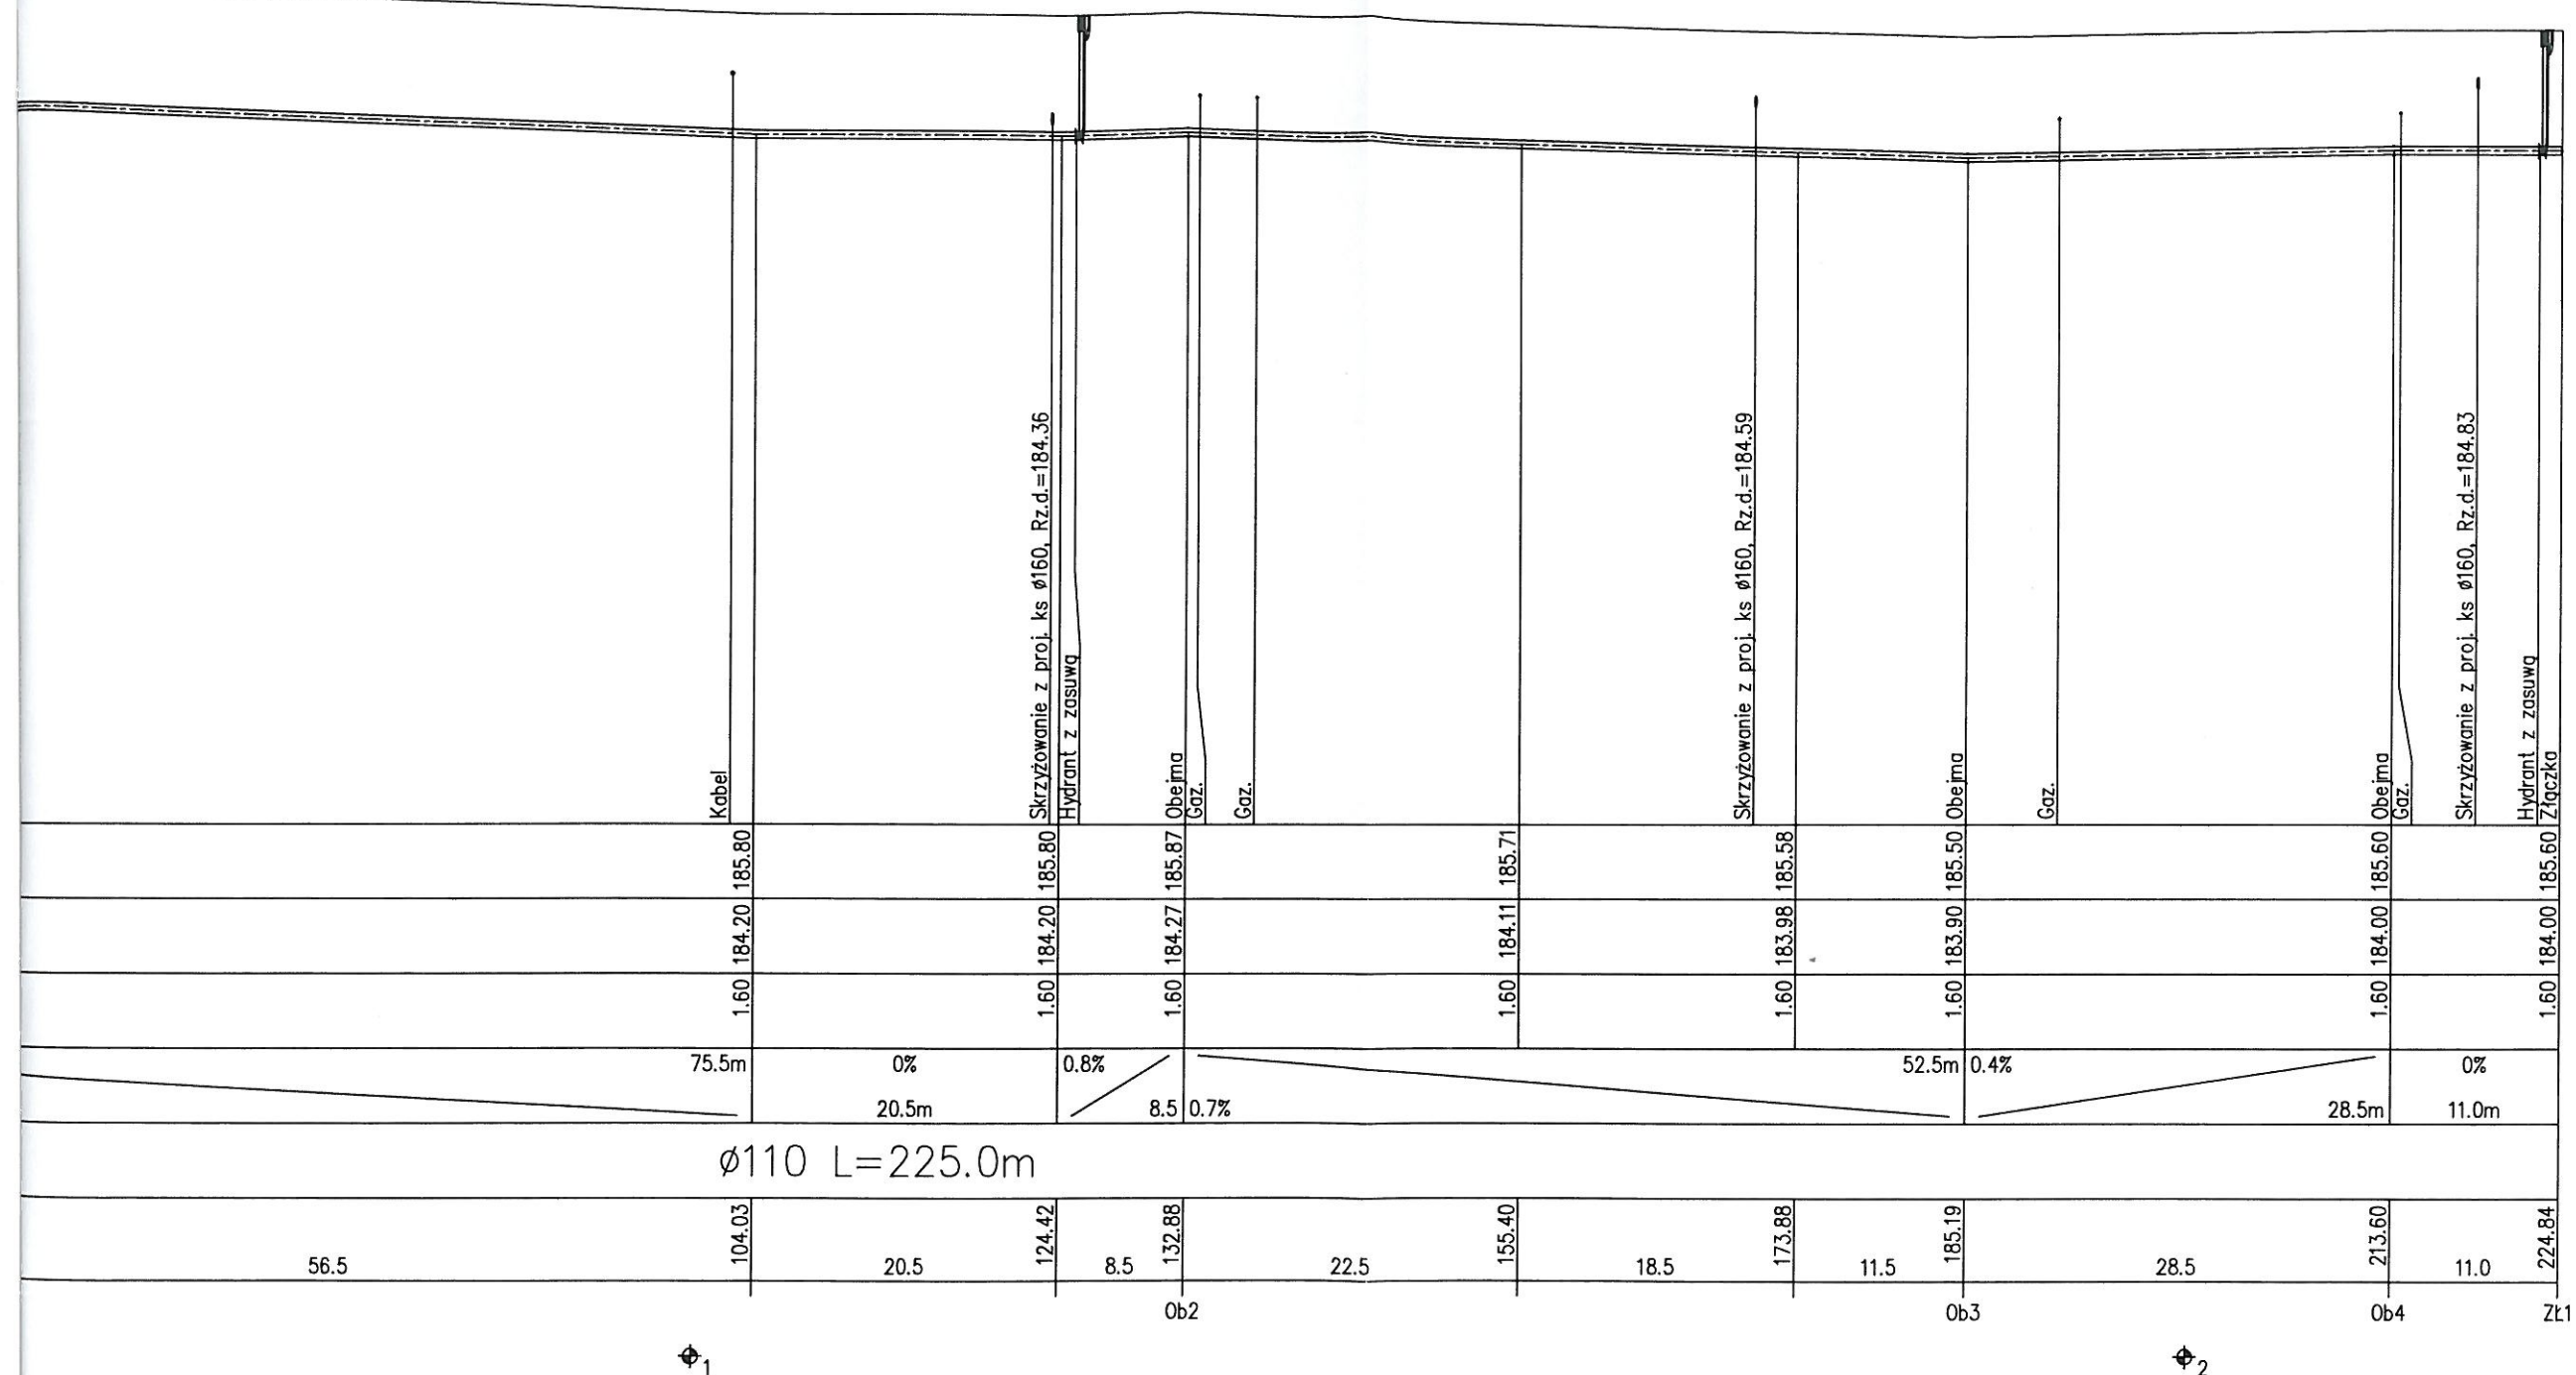 Kabel
Skrzyżowanie z proj. ks ø160, Rz.d.=184.36
Hydrant z zasuwą
Obejma
Gaz.
Gaz.
Skrzyżowanie z proj. ks ø160, Rz.d.=184.59
Obejma
Gaz.
Obejma
Gaz.
Skrzyżowanie z proj. ks ø160, Rz.d.=184.83
Hydrant z zasuwą
Złączka
185.80 185.80 185.87 185.71 185.58 185.50 185.60 185.60
184.20 184.20 184.27 184.11 183.98 183.90 184.00 184.00
1.60 1.60 1.60 1.60 1.60 1.60 1.60 1.60
75.5m 0% 0.8% 52.5m 0.4% 0%
20.5m 8.5 0.7% 28.5m 11.0m
ø110 L=225.0m
104.03 124.42 132.88 155.40 173.88 185.19 213.60 224.84
56.5 20.5 8.5 22.5 18.5 11.5 28.5 11.0
Ob2 Ob3 Ob4 ZŁ1
1 2